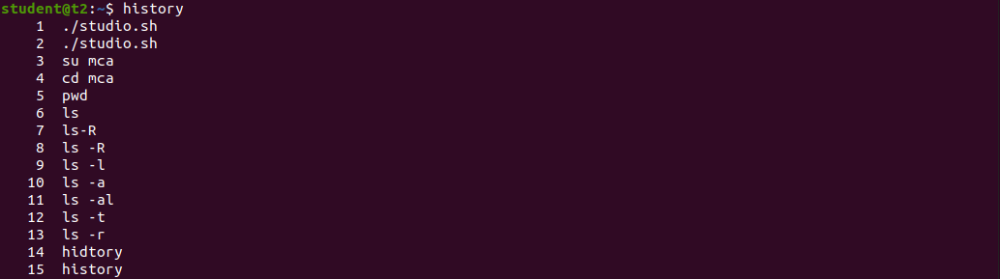 student@t2:~$ history
1 ./studio.sh
2 ./studio.sh
3 su mca
4 cd mca
5 pwd
6 ls
7 ls-R
8 ls -R
9 ls -l
10 ls -a
11 ls -al
12 ls -t
13 ls -r
14 hidtory
15 history